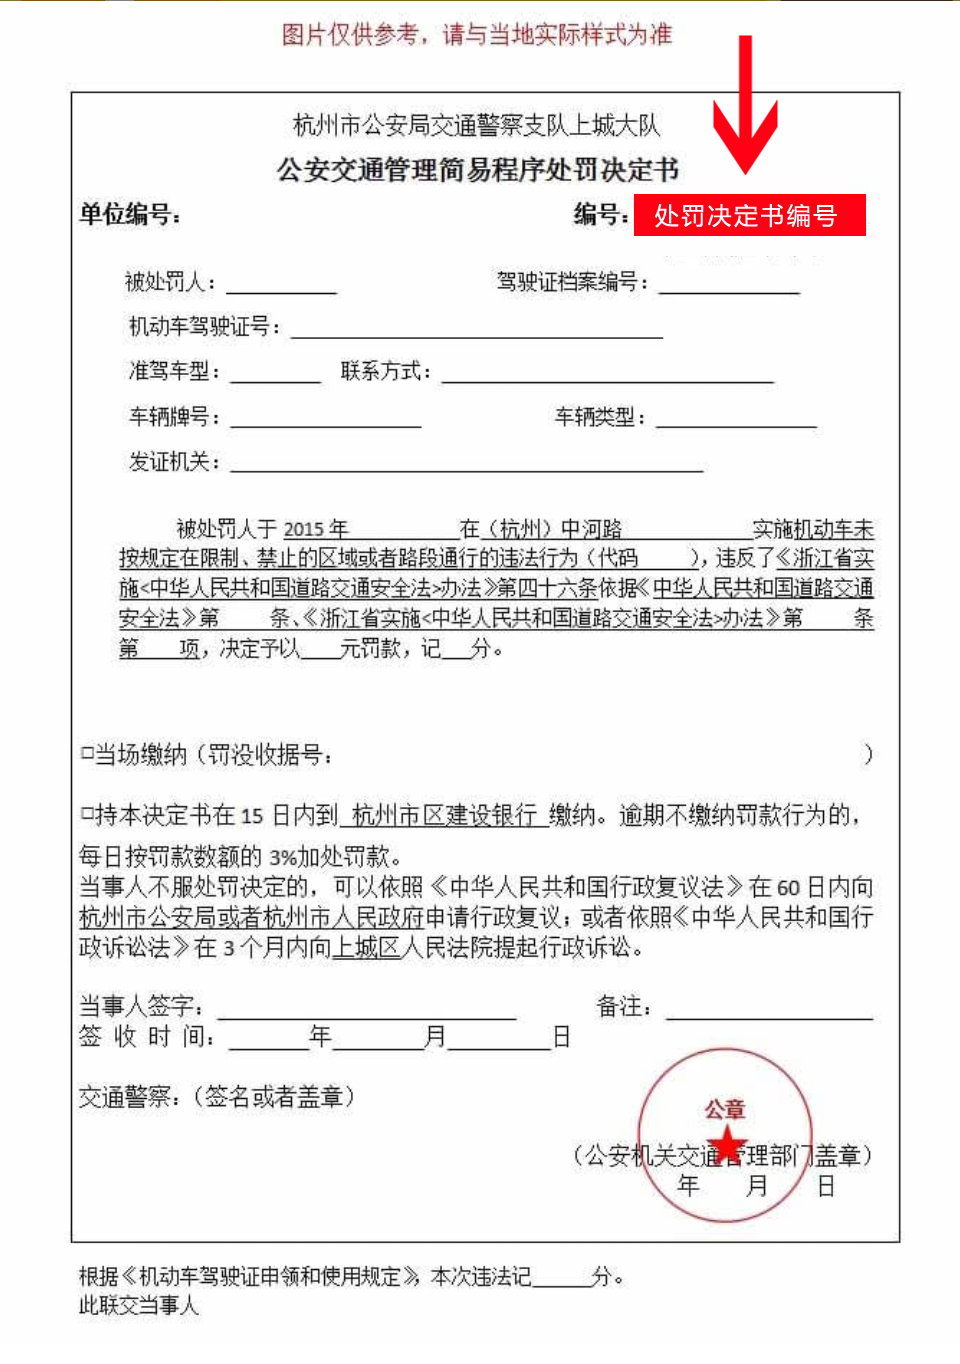 图片仅供参考，请与当地实际样式为准
杭州市公安局交通警察支队上城大队
公安交通管理简易程序处罚决定书
单位编号： 编号： 处罚决定书编号
被处罚人：________ 驾驶证档案编号：________
机动车驾驶证号：________
准驾车型：________ 联系方式：________
车辆牌号：________ 车辆类型：________
发证机关：________
被处罚人于 2015 年 在（杭州）中河路 实施机动车未
按规定在限制、禁止的区域或者路段通行的违法行为（代码 ），违反了《浙江省实
施<中华人民共和国道路交通安全法>办法》第四十六条依据《中华人民共和国道路交通
安全法》第 条、《浙江省实施<中华人民共和国道路交通安全法>办法》第 条
第 项，决定予以___元罚款，记__分。
□当场缴纳（罚没收据号： ）
□持本决定书在 15 日内到 杭州市区建设银行 缴纳。逾期不缴纳罚款行为的，
每日按罚款数额的 3%加处罚款。
当事人不服处罚决定的，可以依照《中华人民共和国行政复议法》在 60 日内向
杭州市公安局或者杭州市人民政府申请行政复议；或者依照《中华人民共和国行
政诉讼法》在 3 个月内向上城区人民法院提起行政诉讼。
当事人签字：________ 备注：________
签 收 时 间：______年______月______日
交通警察：（签名或者盖章）
公章
（公安机关交通管理部门盖章）
年 月 日
根据《机动车驾驶证申领和使用规定》，本次违法记_____分。
此联交当事人